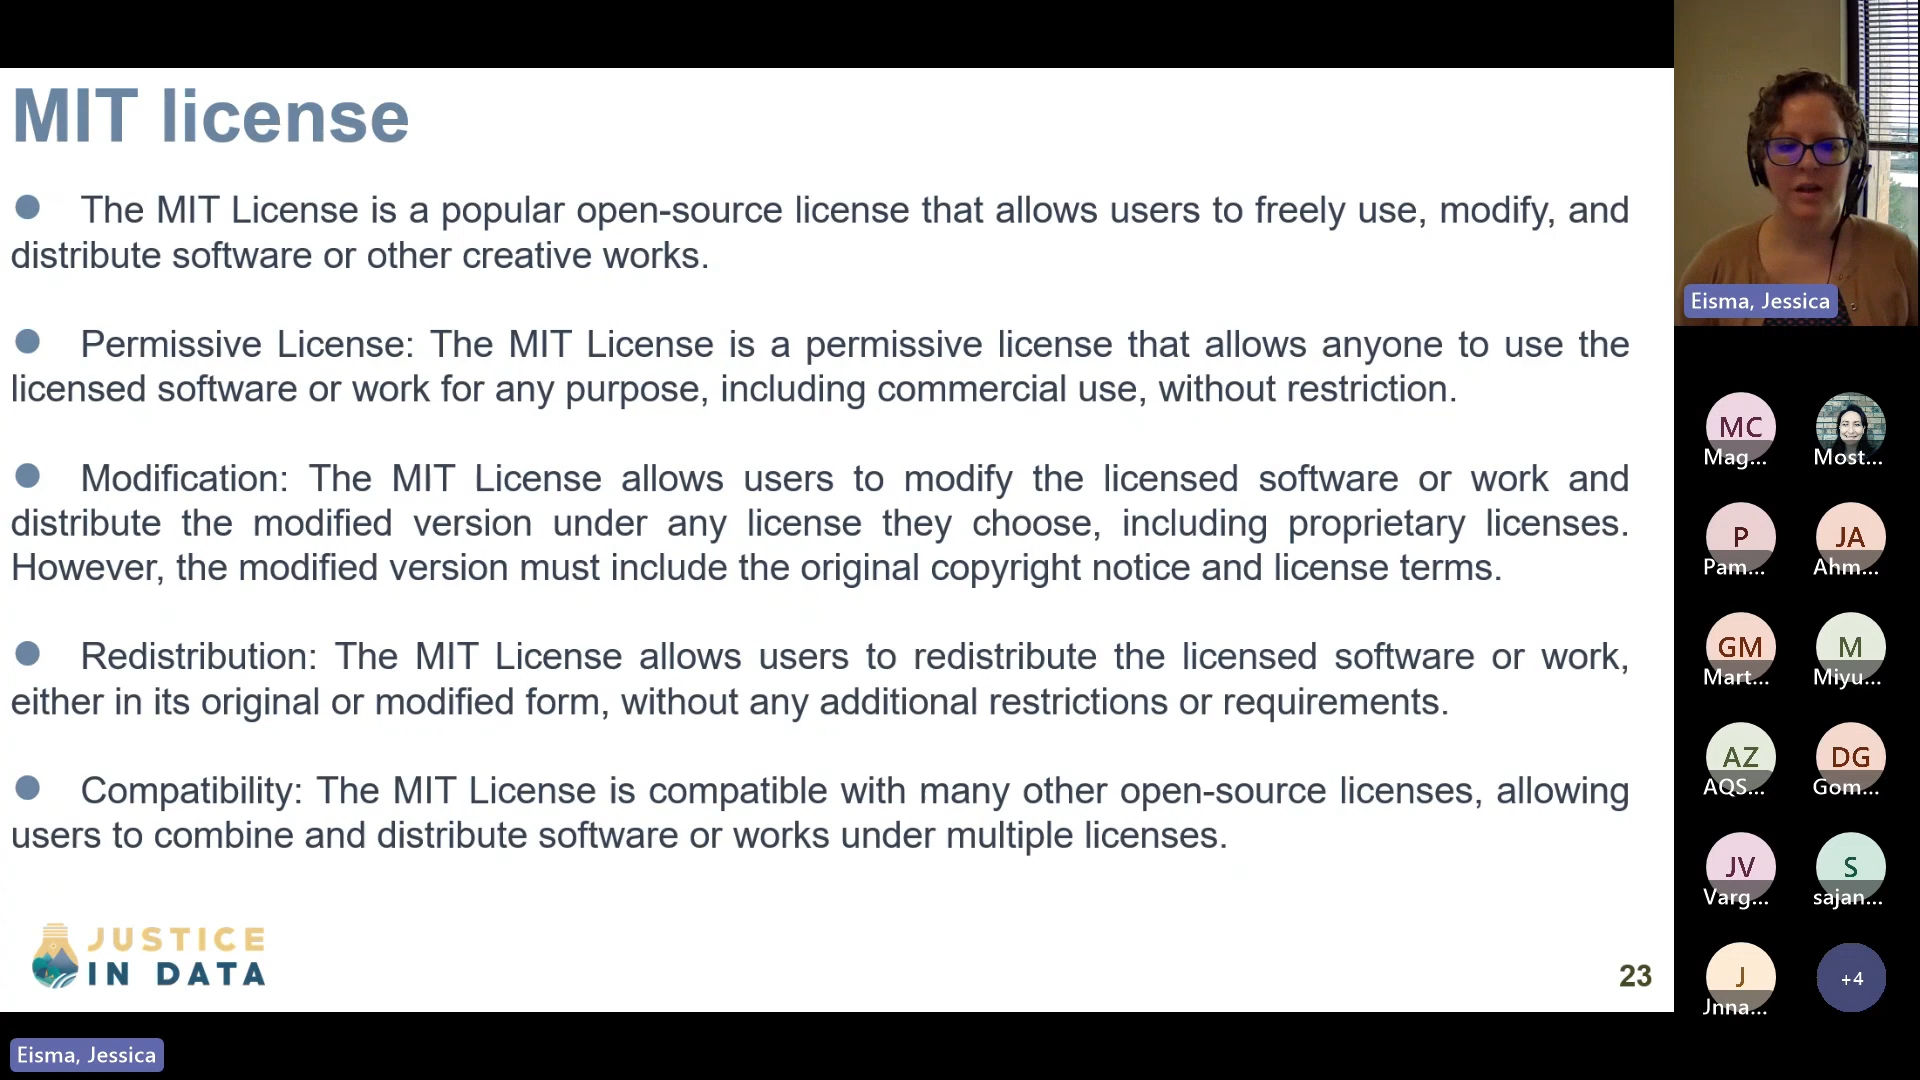 MIT license
● The MIT License is a popular open-source license that allows users to freely use, modify, and
distribute software or other creative works.
● Permissive License: The MIT License is a permissive license that allows anyone to use the
licensed software or work for any purpose, including commercial use, without restriction.
● Modification: The MIT License allows users to modify the licensed software or work and
distribute the modified version under any license they choose, including proprietary licenses.
However, the modified version must include the original copyright notice and license terms.
● Redistribution: The MIT License allows users to redistribute the licensed software or work,
either in its original or modified form, without any additional restrictions or requirements.
● Compatibility: The MIT License is compatible with many other open-source licenses, allowing
users to combine and distribute software or works under multiple licenses.
JUSTICE
IN DATA
23
Eisma, Jessica
Eisma, Jessica
MC
Mag...
Most...
P
Pam...
JA
Ahm...
GM
Mart...
M
Miyu...
AZ
AQS...
DG
Gom...
JV
Varg...
S
sajan...
J
Jnna...
+4